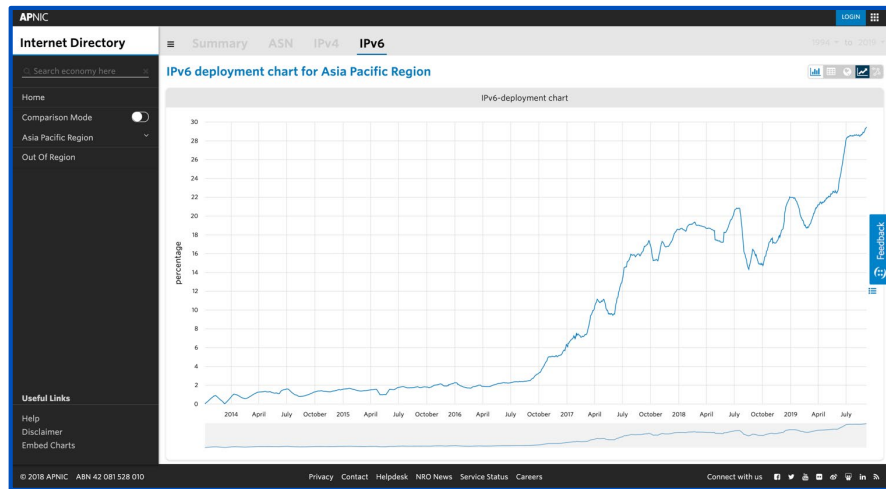 APNIC
LOGIN
Internet Directory
Summary ASN IPv4 IPv6
1994 to 2019
Search economy here
IPv6 deployment chart for Asia Pacific Region
Home
Comparison Mode
Asia Pacific Region
Out Of Region
IPv6-deployment chart
30
28
26
24
22
20
18
16
14
12
10
8
6
4
2
0
percentage
2014 April July October 2015 April July October 2016 April July October 2017 April July October 2018 April July October 2019 April July
Feedback
Useful Links
Help
Disclaimer
Embed Charts
© 2018 APNIC ABN 42 081 528 010
Privacy Contact Helpdesk NRO News Service Status Careers
Connect with us